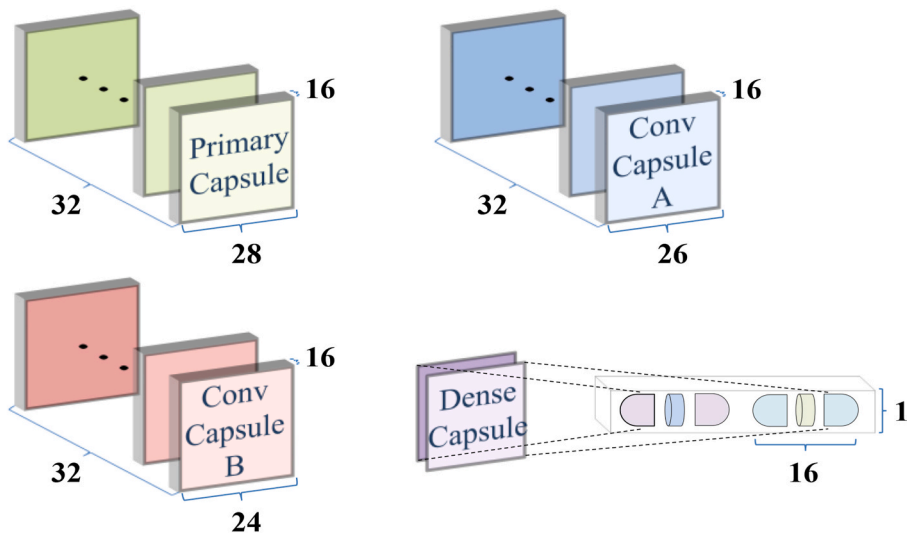 16
Primary
Capsule
32
28
16
Conv
Capsule
A
32
26
16
Conv
Capsule
B
32
24
Dense
Capsule
1
16